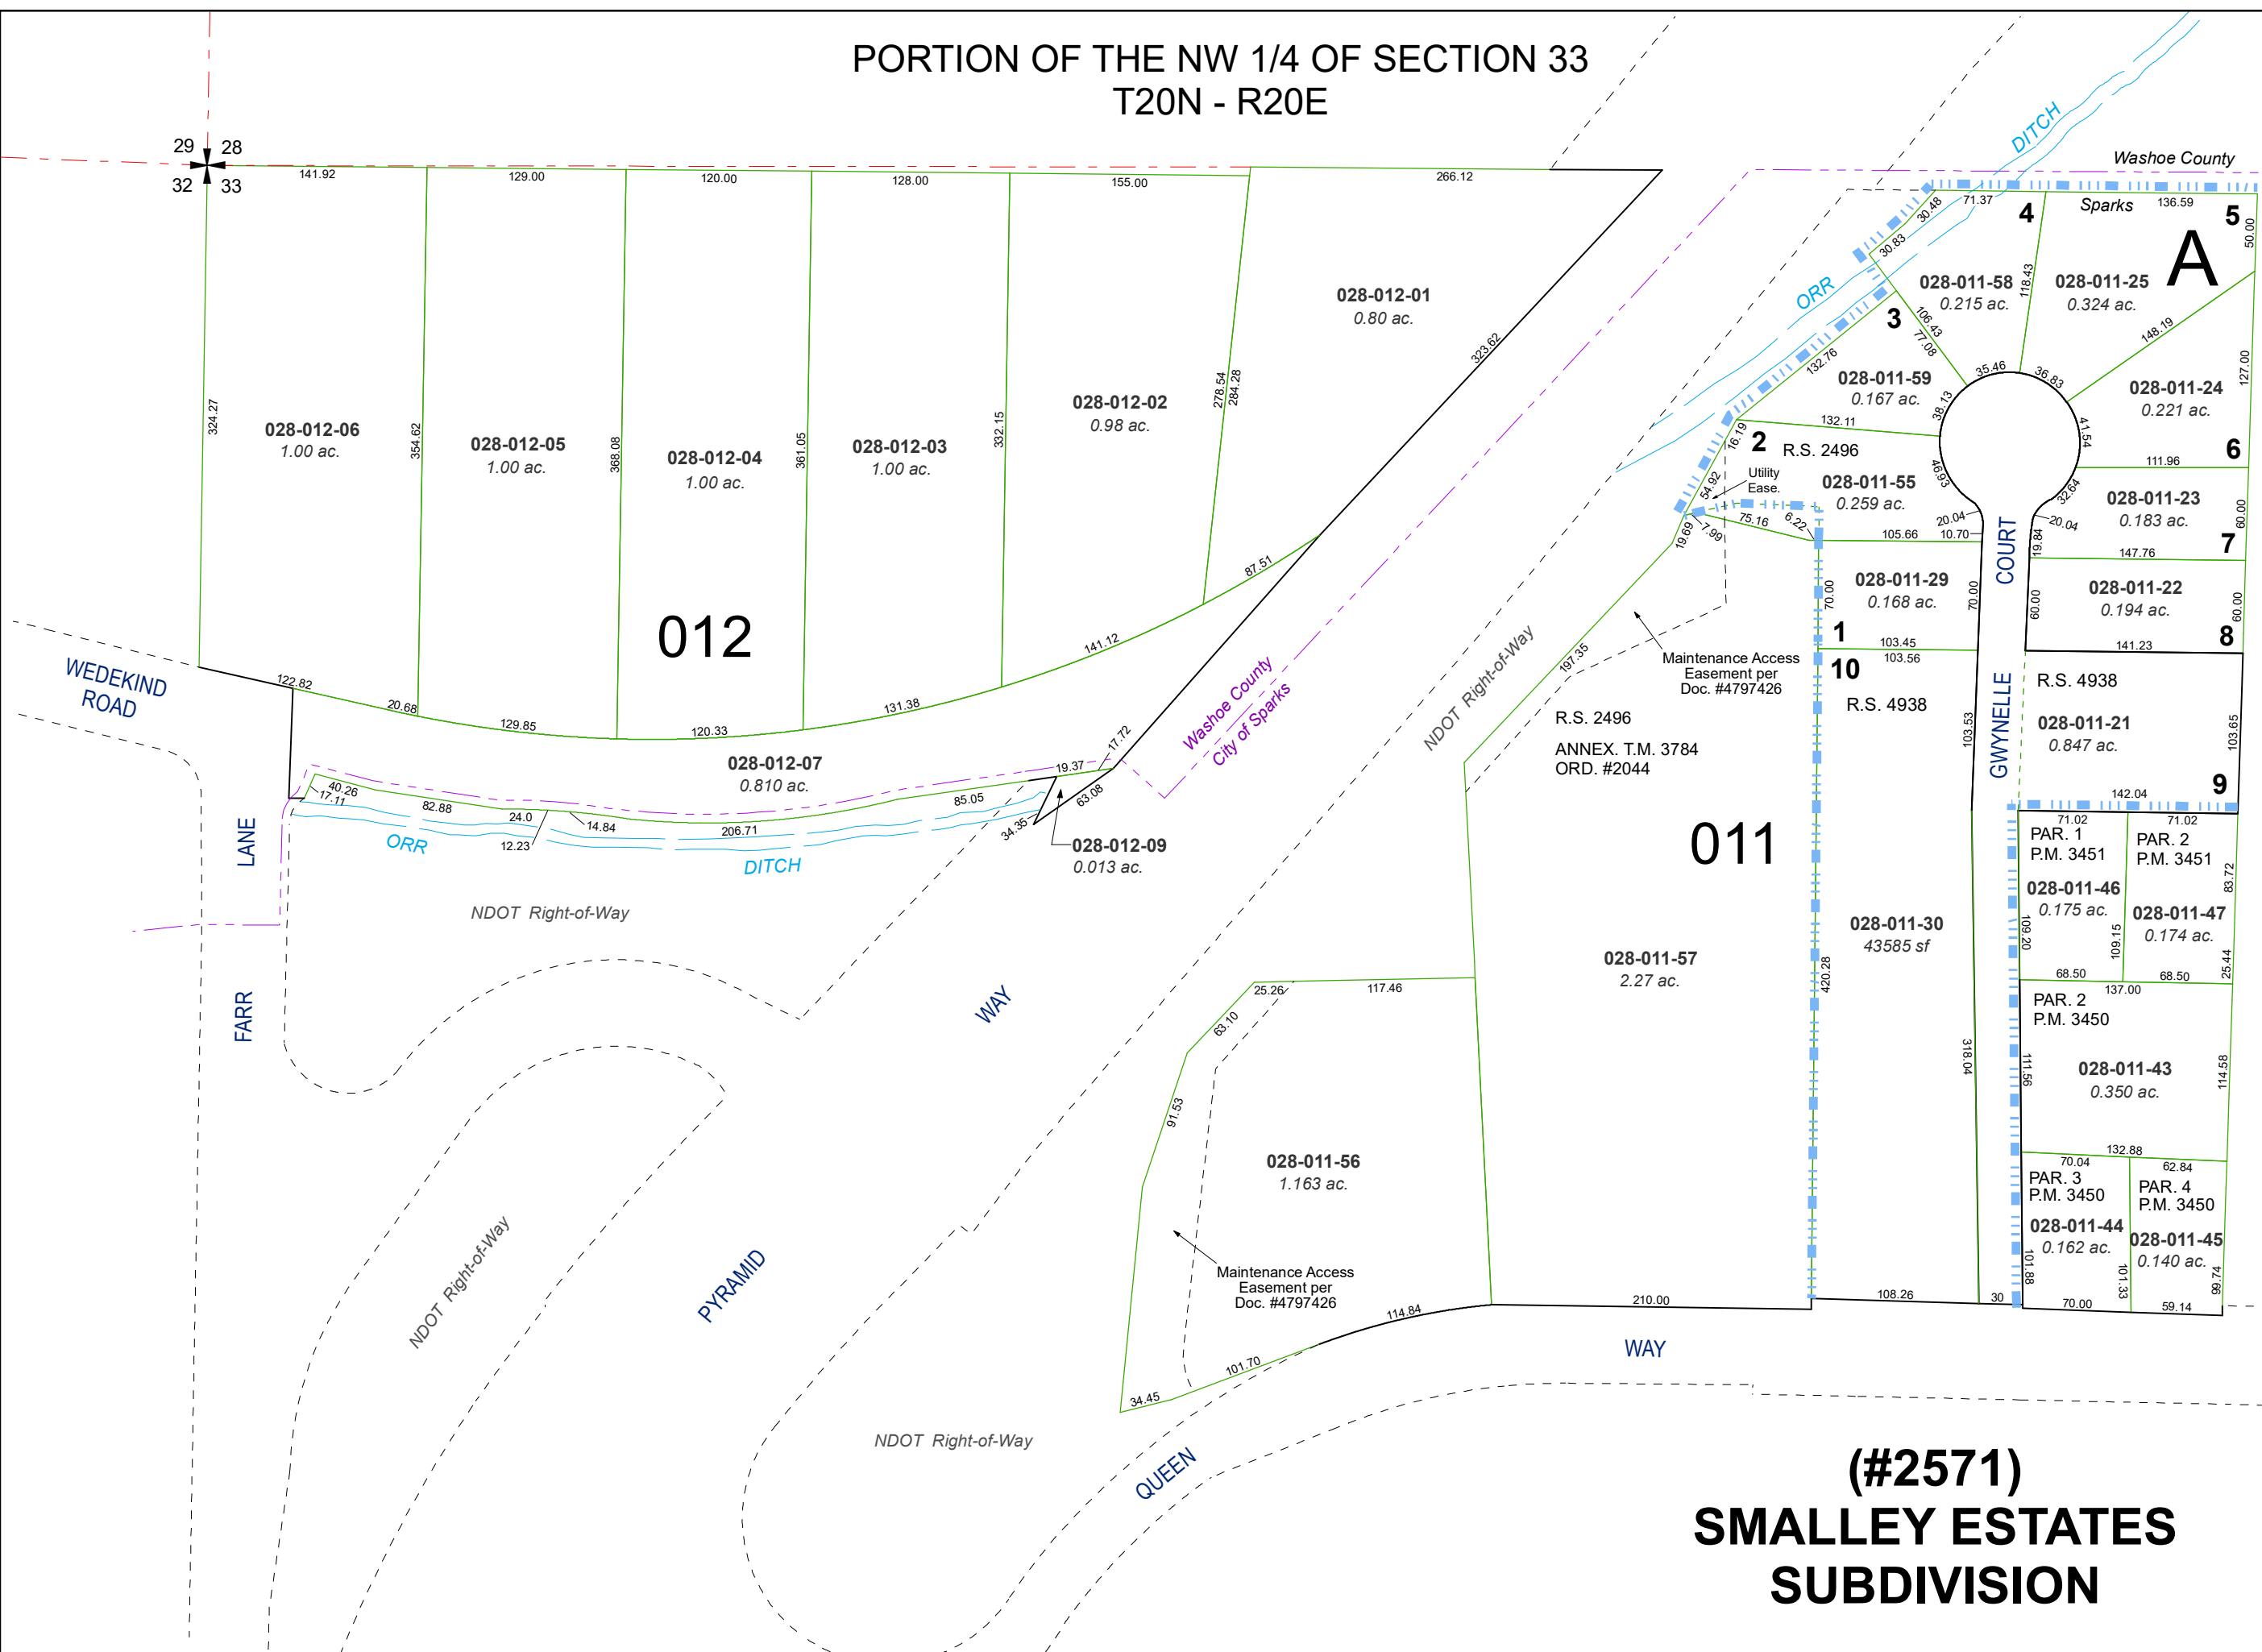 PORTION OF THE NW 1/4 OF SECTION 33
T20N - R20E
29 28
32 33
141.92
129.00
120.00
128.00
155.00
266.12
324.27
354.62
368.08
361.05
332.15
278.54
284.28
323.62
028-012-06
1.00 ac.
028-012-05
1.00 ac.
028-012-04
1.00 ac.
028-012-03
1.00 ac.
028-012-02
0.98 ac.
028-012-01
0.80 ac.
012
122.82
20.68
129.85
120.33
131.38
141.12
87.51
WEDEKIND
ROAD
028-012-07
0.810 ac.
17.72
19.37
63.08
34.35
85.05
206.71
14.84
12.23
24.0
82.88
40.26
17.11
028-012-09
0.013 ac.
ORR
DITCH
LANE
FARR
NDOT Right-of-Way
NDOT Right-of-Way
NDOT Right-of-Way
NDOT Right-of-Way
Washoe County
City of Sparks
WAY
PYRAMID
QUEEN
WAY
25.26
117.46
63.10
91.53
028-011-56
1.163 ac.
Maintenance Access
Easement per
Doc. #4797426
34.45
101.70
114.84
210.00
108.26
30
70.00
59.14
ORR
DITCH
Washoe County
Sparks
A
30.48
30.83
71.37
4
136.59
5
50.00
028-011-58
0.215 ac.
118.43
028-011-25
0.324 ac.
148.19
127.00
3
106.43
77.08
132.76
028-011-59
0.167 ac.
35.46
36.83
38.13
41.54
46.93
32.64
028-011-24
0.221 ac.
6
132.11
16.19
2
R.S. 2496
Utility
Ease.
54.92
028-011-55
0.259 ac.
111.96
028-011-23
0.183 ac.
60.00
7
19.69
7.99
75.16
6.22
105.66
20.04
10.70
20.04
19.84
147.76
028-011-29
0.168 ac.
70.00
70.00
1
103.45
103.56
10
R.S. 4938
COURT
GWYNELLE
028-011-22
0.194 ac.
60.00
60.00
8
141.23
R.S. 4938
028-011-21
0.847 ac.
103.65
103.53
9
142.04
197.35
Maintenance Access
Easement per
Doc. #4797426
R.S. 2496
ANNEX. T.M. 3784
ORD. #2044
011
028-011-57
2.27 ac.
420.28
028-011-30
43585 sf
318.04
71.02
71.02
PAR. 1
P.M. 3451
PAR. 2
P.M. 3451
028-011-46
0.175 ac.
028-011-47
0.174 ac.
83.72
109.20
109.15
25.44
68.50
68.50
137.00
PAR. 2
P.M. 3450
111.56
028-011-43
0.350 ac.
114.58
132.88
70.04
62.84
PAR. 3
P.M. 3450
PAR. 4
P.M. 3450
028-011-44
0.162 ac.
028-011-45
0.140 ac.
101.88
101.33
99.74
(#2571)
SMALLEY ESTATES
SUBDIVISION